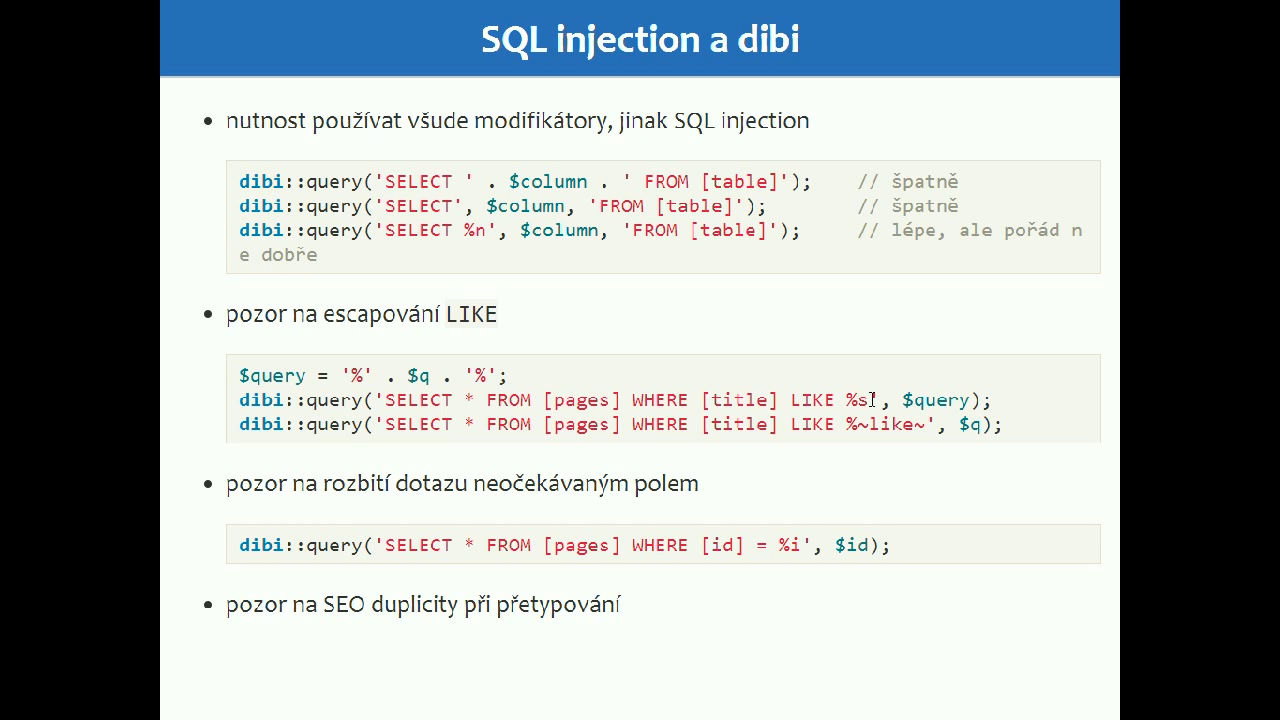 SQL injection a dibi
• nutnost používat všude modifikátory, jinak SQL injection
dibi::query('SELECT ' . $column . ' FROM [table]');    // špatně
dibi::query('SELECT', $column, 'FROM [table]');        // špatně
dibi::query('SELECT %n', $column, 'FROM [table]');     // lépe, ale pořád n
e dobře
• pozor na escapování LIKE
$query = '%' . $q . '%';
dibi::query('SELECT * FROM [pages] WHERE [title] LIKE %s', $query);
dibi::query('SELECT * FROM [pages] WHERE [title] LIKE %~like~', $q);
• pozor na rozbití dotazu neočekávaným polem
dibi::query('SELECT * FROM [pages] WHERE [id] = %i', $id);
• pozor na SEO duplicity při přetypování